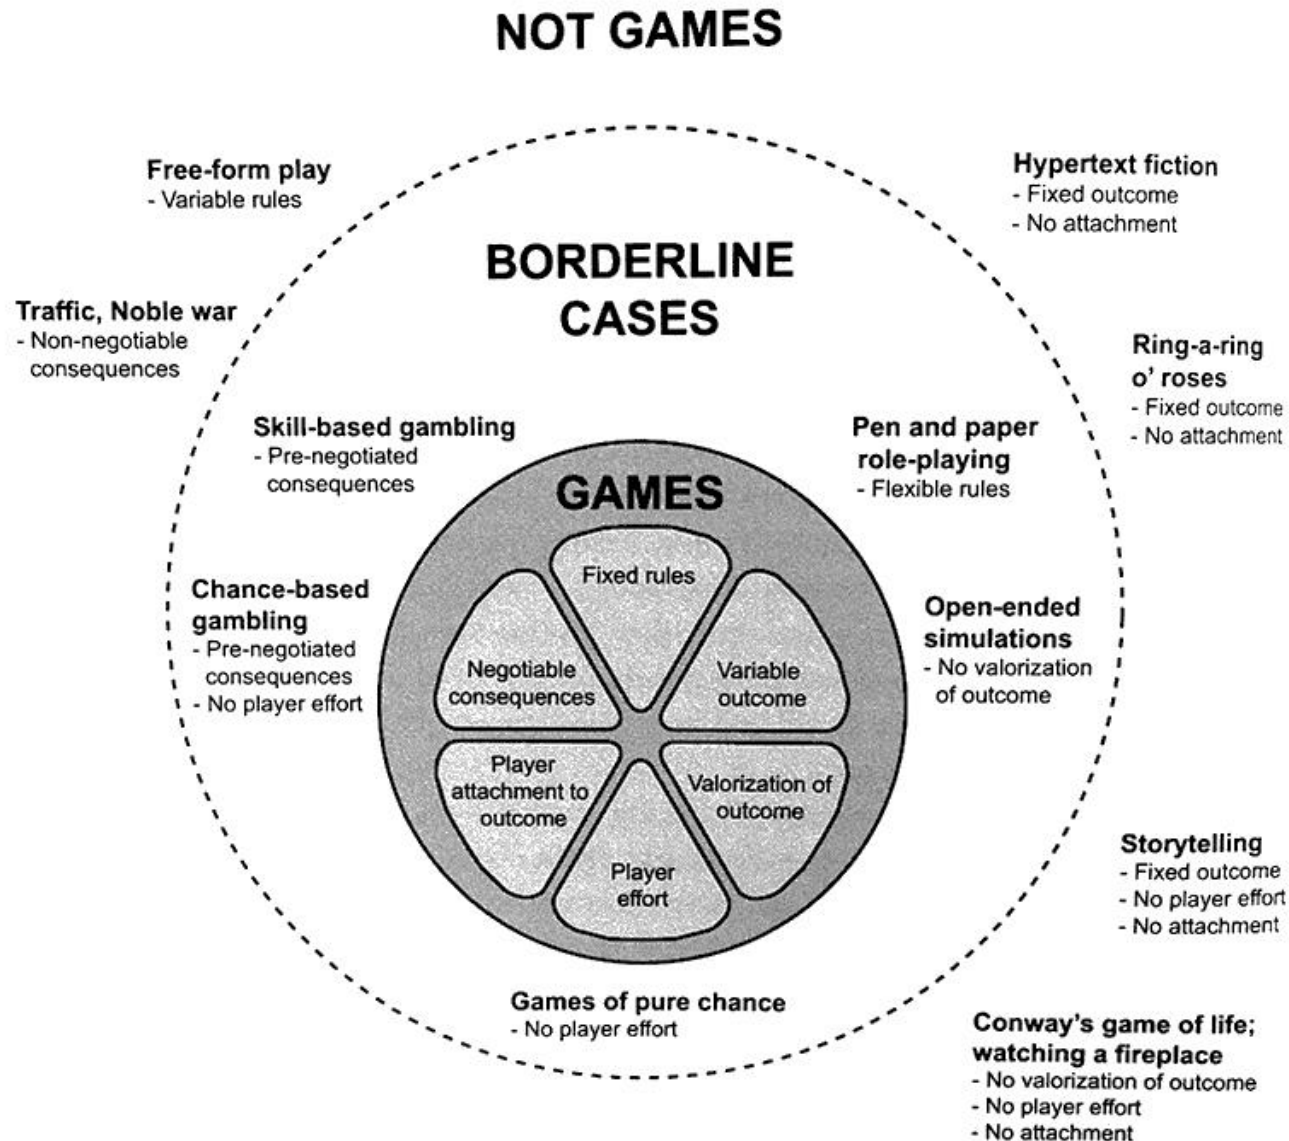 NOT GAMES
Free-form play
- Variable rules
Hypertext fiction
- Fixed outcome
- No attachment
BORDERLINE
CASES
Traffic, Noble war
- Non-negotiable
consequences
Ring-a-ring
o' roses
- Fixed outcome
- No attachment
Skill-based gambling
- Pre-negotiated
consequences
Pen and paper
role-playing
- Flexible rules
GAMES
Fixed rules
Chance-based
gambling
- Pre-negotiated
consequences
- No player effort
Negotiable
consequences
Variable
outcome
Open-ended
simulations
- No valorization
of outcome
Player
attachment to
outcome
Valorization of
outcome
Player
effort
Storytelling
- Fixed outcome
- No player effort
- No attachment
Games of pure chance
- No player effort
Conway's game of life;
watching a fireplace
- No valorization of outcome
- No player effort
- No attachment